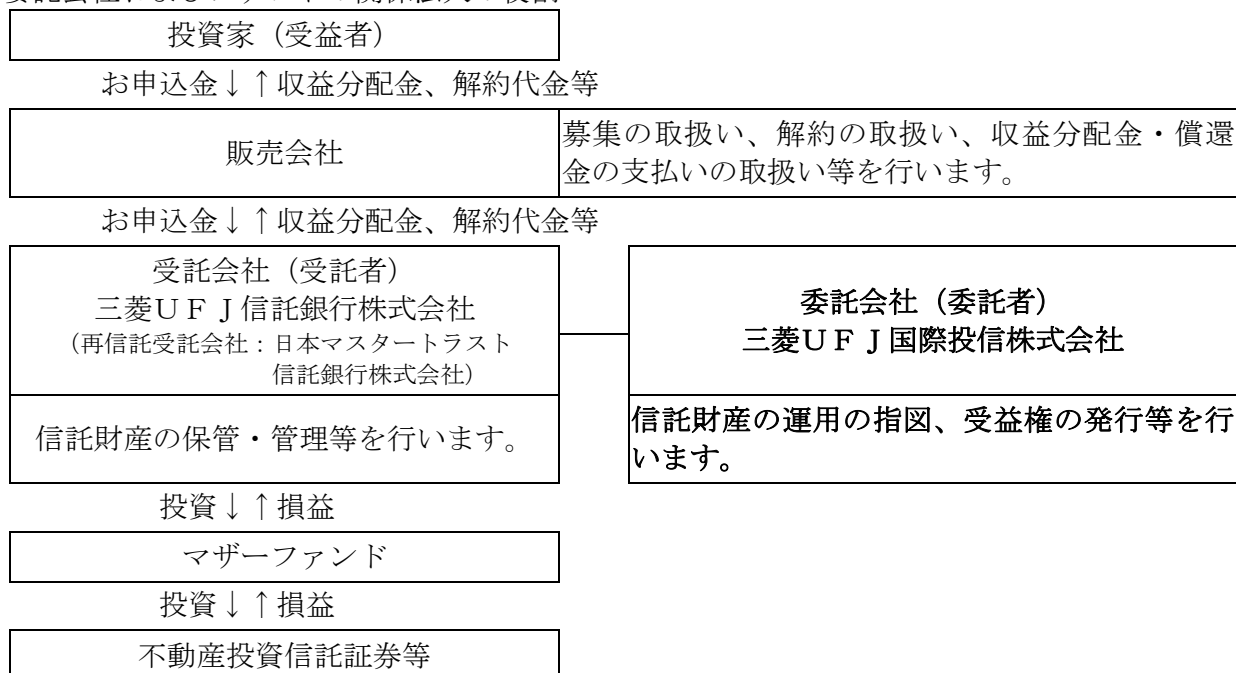 投資家（受益者）
お申込金↓↑収益分配金、解約代金等
販売会社
募集の取扱い、解約の取扱い、収益分配金・償還
金の支払いの取扱い等を行います。
お申込金↓↑収益分配金、解約代金等
受託会社（受託者）
三菱ＵＦＪ信託銀行株式会社
（再信託受託会社：日本マスタートラスト
信託銀行株式会社）
信託財産の保管・管理等を行います。
委託会社（委託者）
三菱ＵＦＪ国際投信株式会社
信託財産の運用の指図、受益権の発行等を行
います。
投資↓↑損益
マザーファンド
投資↓↑損益
不動産投資信託証券等